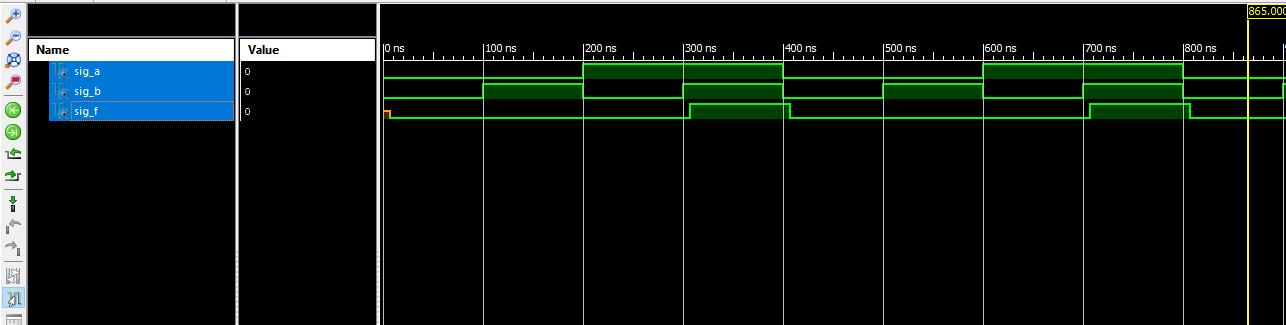 865.000
Name Value
0 ns 100 ns 200 ns 300 ns 400 ns 500 ns 600 ns 700 ns 800 ns
sig_a 0
sig_b 0
sig_f 0